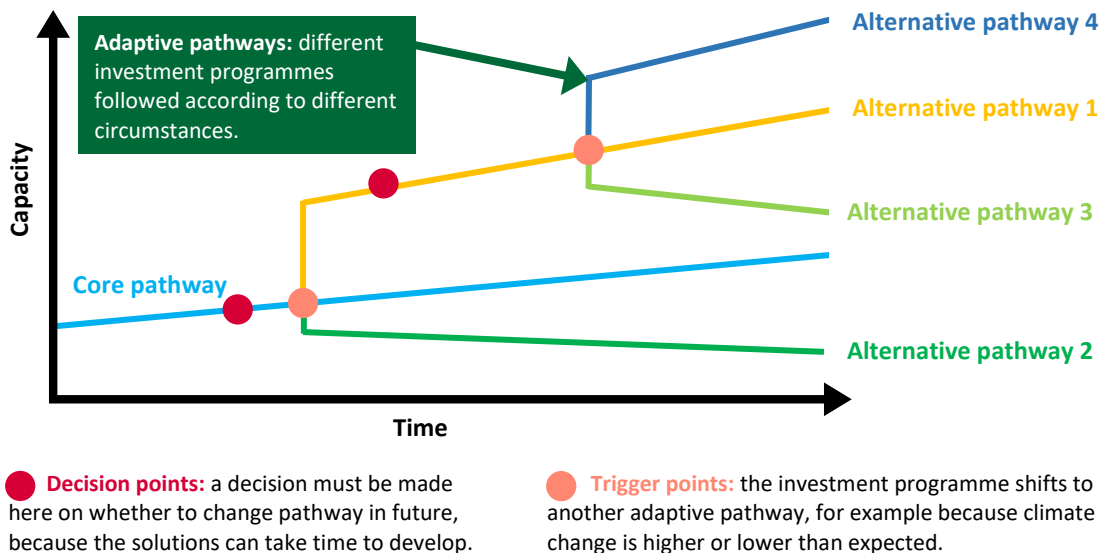 Adaptive pathways: different
investment programmes
followed according to different
circumstances.
Alternative pathway 4
Alternative pathway 1
Capacity
Alternative pathway 3
Core pathway
Alternative pathway 2
Time
Decision points: a decision must be made
here on whether to change pathway in future,
because the solutions can take time to develop.
Trigger points: the investment programme shifts to
another adaptive pathway, for example because climate
change is higher or lower than expected.